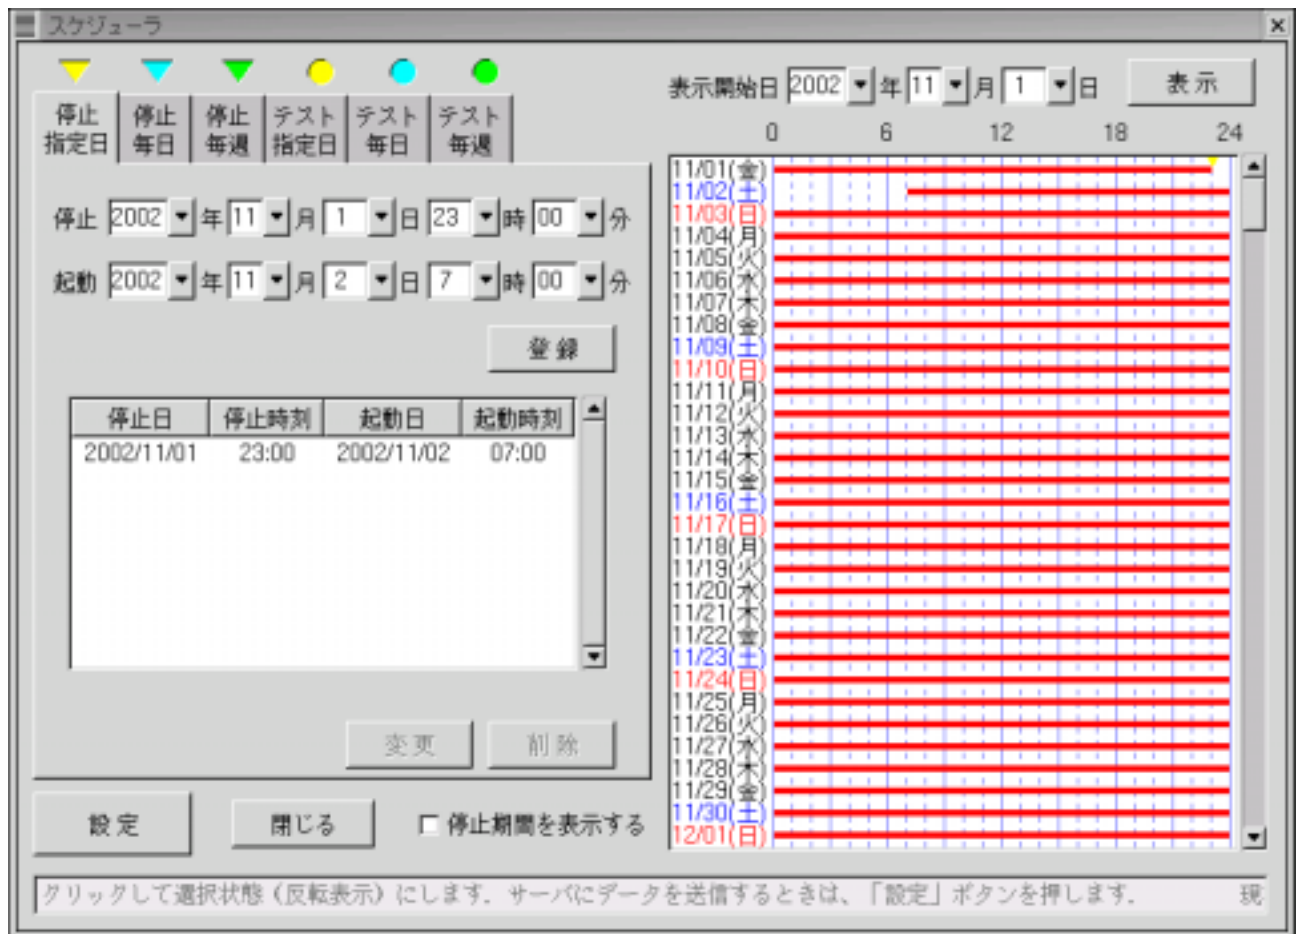 スケジューラ
停止指定日
停止毎日
停止毎週
テスト指定日
テスト毎日
テスト毎週
停止 2002 年 11 月 1 日 23 時 00 分
起動 2002 年 11 月 2 日 7 時 00 分
登録
停止日 停止時刻 起動日 起動時刻
2002/11/01 23:00 2002/11/02 07:00
変更 削除
設定 閉じる 停止期間を表示する
表示開始日 2002 年 11 月 1 日 表示
0 6 12 18 24
11/01(金)
11/02(土)
11/03(日)
11/04(月)
11/05(火)
11/06(水)
11/07(木)
11/08(金)
11/09(土)
11/10(日)
11/11(月)
11/12(火)
11/13(水)
11/14(木)
11/15(金)
11/16(土)
11/17(日)
11/18(月)
11/19(火)
11/20(水)
11/21(木)
11/22(金)
11/23(土)
11/24(日)
11/25(月)
11/26(火)
11/27(水)
11/28(木)
11/29(金)
11/30(土)
12/01(日)
クリックして選択状態（反転表示）にします．サーバにデータを送信するときは、「設定」ボタンを押します． 現